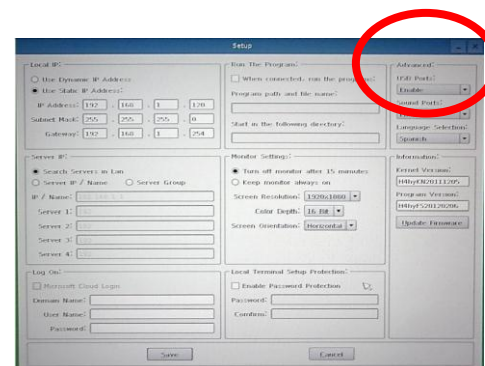 Setup
Local IP:
Use Dynamic IP Address
Use Static IP Address:
IP Address: 192 . 168 . 1 . 120
Subnet Mask: 255 . 255 . 255 . 0
Gateway: 192 . 168 . 1 . 254
Server IP:
Search Servers in Lan
Server IP / Name
Server Group
IP / Name:
Server 1:
Server 2:
Server 3:
Server 4:
Log On:
Microsoft Cloud Login
Domain Name:
User Name:
Password:
Run The Program:
When connected, run the program:
Program path and file name:
Start in the following directory:
Monitor Settings:
Turn off monitor after 15 minutes
Keep monitor always on
Screen Resolution: 1920x1080
Color Depth: 16 Bit
Screen Orientation: Horizontal
Local Terminal Setup Protection:
Enable Password Protection
Password:
Comfirm:
Advanced:
USB Ports:
Enable
Sound Ports:
Language Selection:
Spanish
Information:
Kernel Version:
H4hyEN20111205
Program Version:
H4hyES20120206
Update Firmware
Save
Cancel